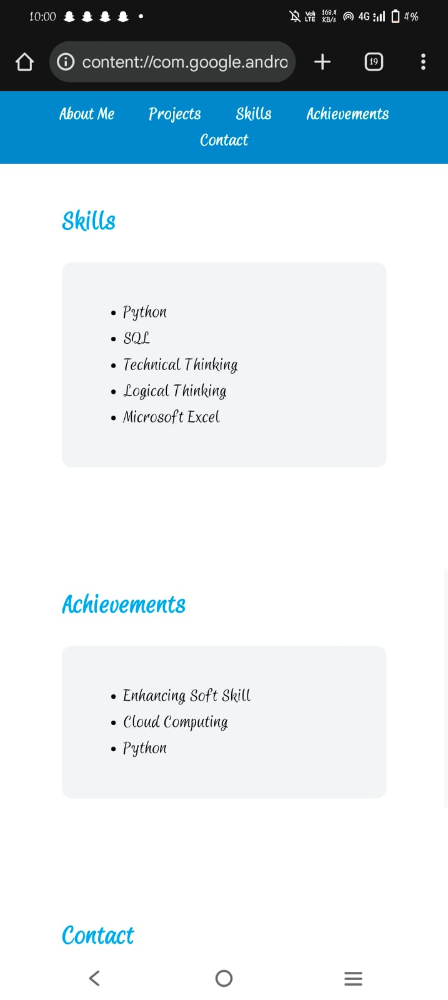 10:00 Vo) LTE 168.4 KB/s 4G 4%
content://com.google.andro 19
About Me Projects Skills Achievements
Contact
Skills
• Python
• SQL
• Technical Thinking
• Logical Thinking
• Microsoft Excel
Achievements
• Enhancing Soft Skill
• Cloud Computing
• Python
Contact